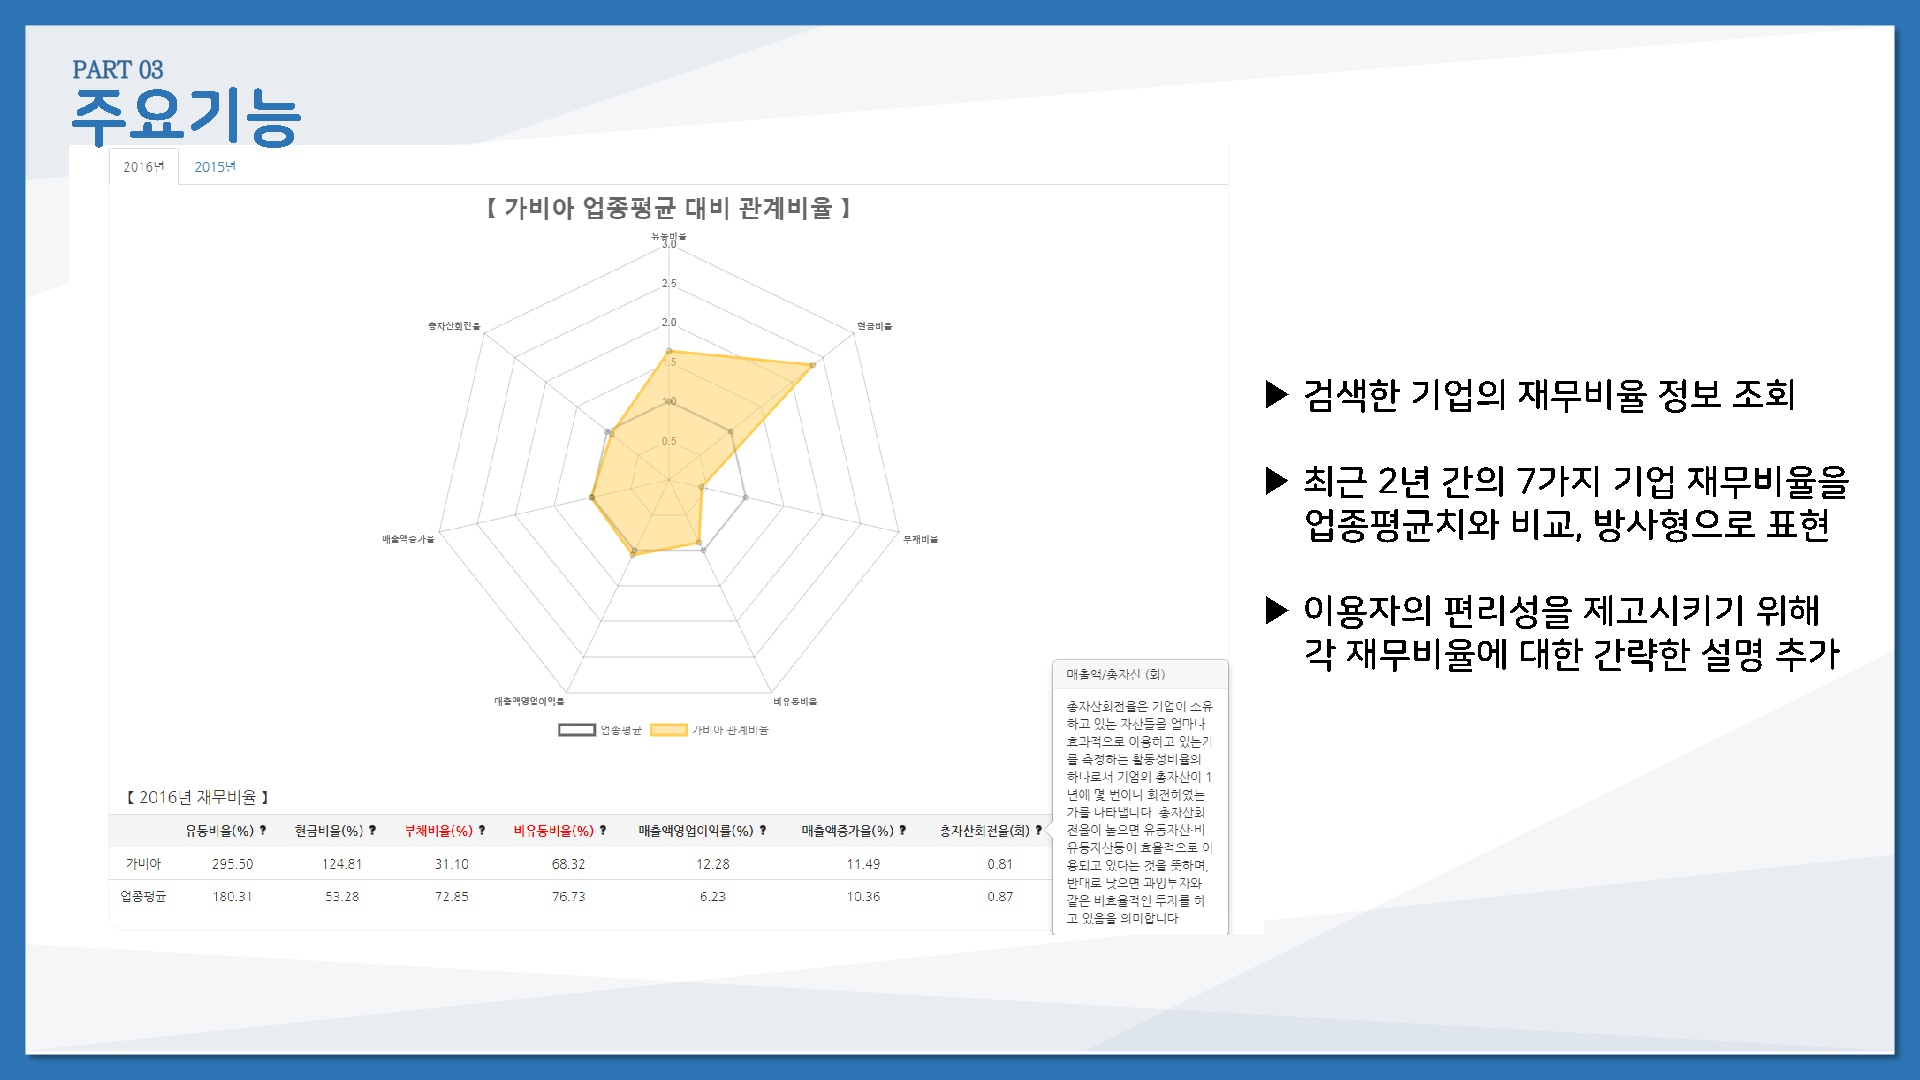 PART 03
주요기능
2016년 2015년
【 가비아 업종평균 대비 관계비율 】
유동비율
3.0
2.5
2.0
1.5
1.0
0.5
총자산회전율
현금비율
매출액증가율
부채비율
매출액영업이익률
비유동비율
업종평균 가비아 관계비율
▶ 검색한 기업의 재무비율 정보 조회
▶ 최근 2년 간의 7가지 기업 재무비율을
업종평균치와 비교, 방사형으로 표현
▶ 이용자의 편리성을 제고시키기 위해
각 재무비율에 대한 간략한 설명 추가
매출액/총자산 (회)
총자산회전율은 기업이 소유
하고 있는 자산들을 얼마나
효과적으로 이용하고 있는가
를 측정하는 활동성비율의
하나로서 기업의 총자산이 1
년에 몇 번이나 회전하였는
가를 나타냅니다. 총자산회
전율이 높으면 유동자산·비
유동자산등이 효율적으로 이
용되고 있다는 것을 뜻하며,
반대로 낮으면 과잉투자와
같은 비효율적인 투자를 하
고 있음을 의미합니다
【 2016년 재무비율 】
유동비율(%) ? 현금비율(%) ? 부채비율(%) ? 비유동비율(%) ? 매출액영업이익률(%) ? 매출액증가율(%) ? 총자산회전율(회) ?
가비아 295.50 124.81 31.10 68.32 12.28 11.49 0.81
업종평균 180.31 53.28 72.85 76.73 6.23 10.36 0.87